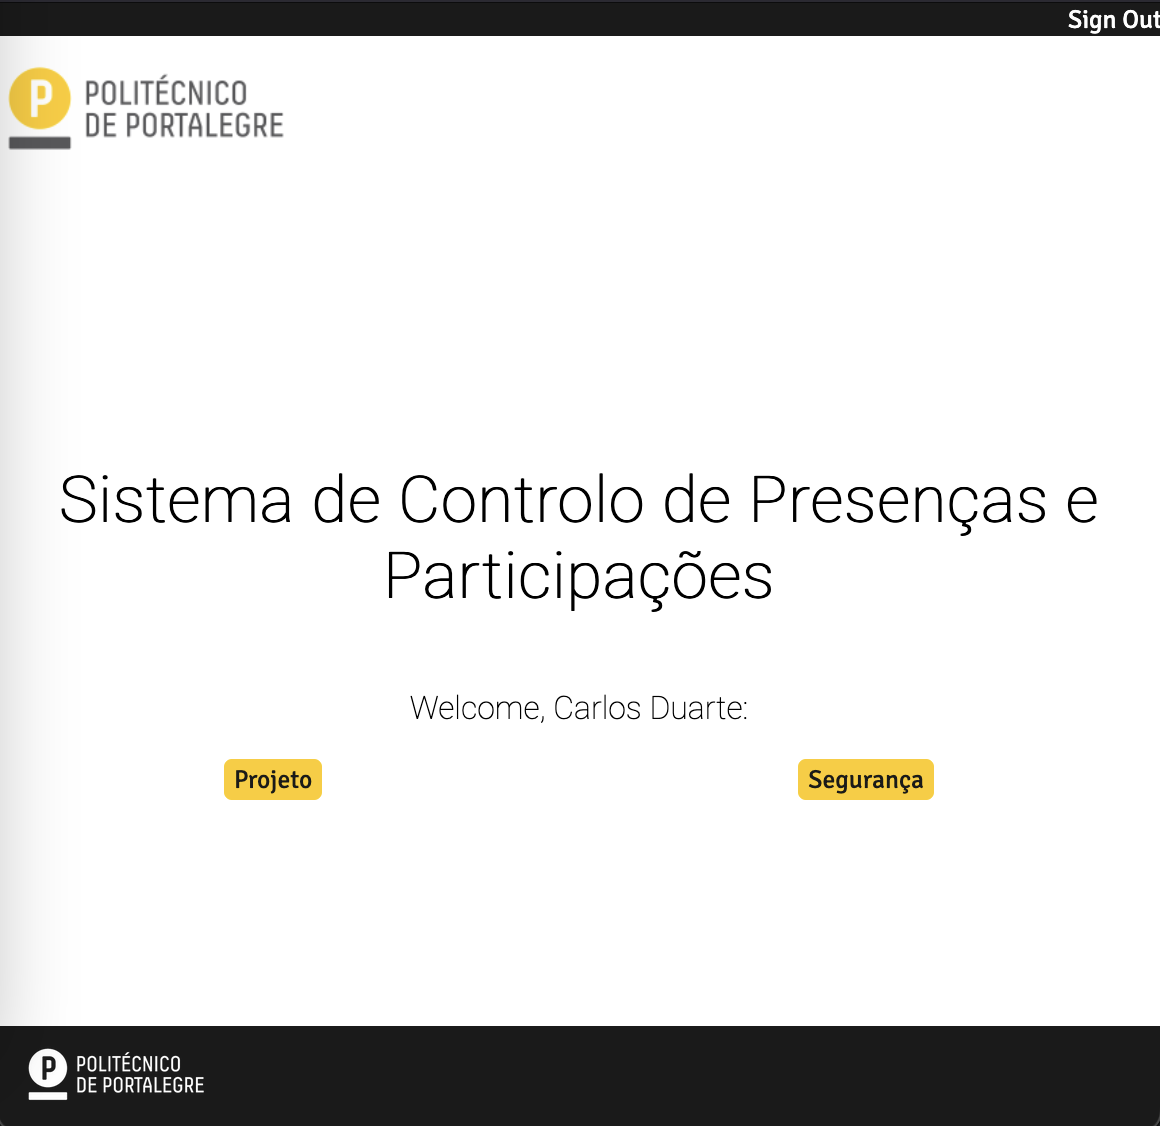 Sign Out
P
POLITÉCNICO
DE PORTALEGRE
Sistema de Controlo de Presenças e
Participações
Welcome, Carlos Duarte:
Projeto
Segurança
P
POLITÉCNICO
DE PORTALEGRE